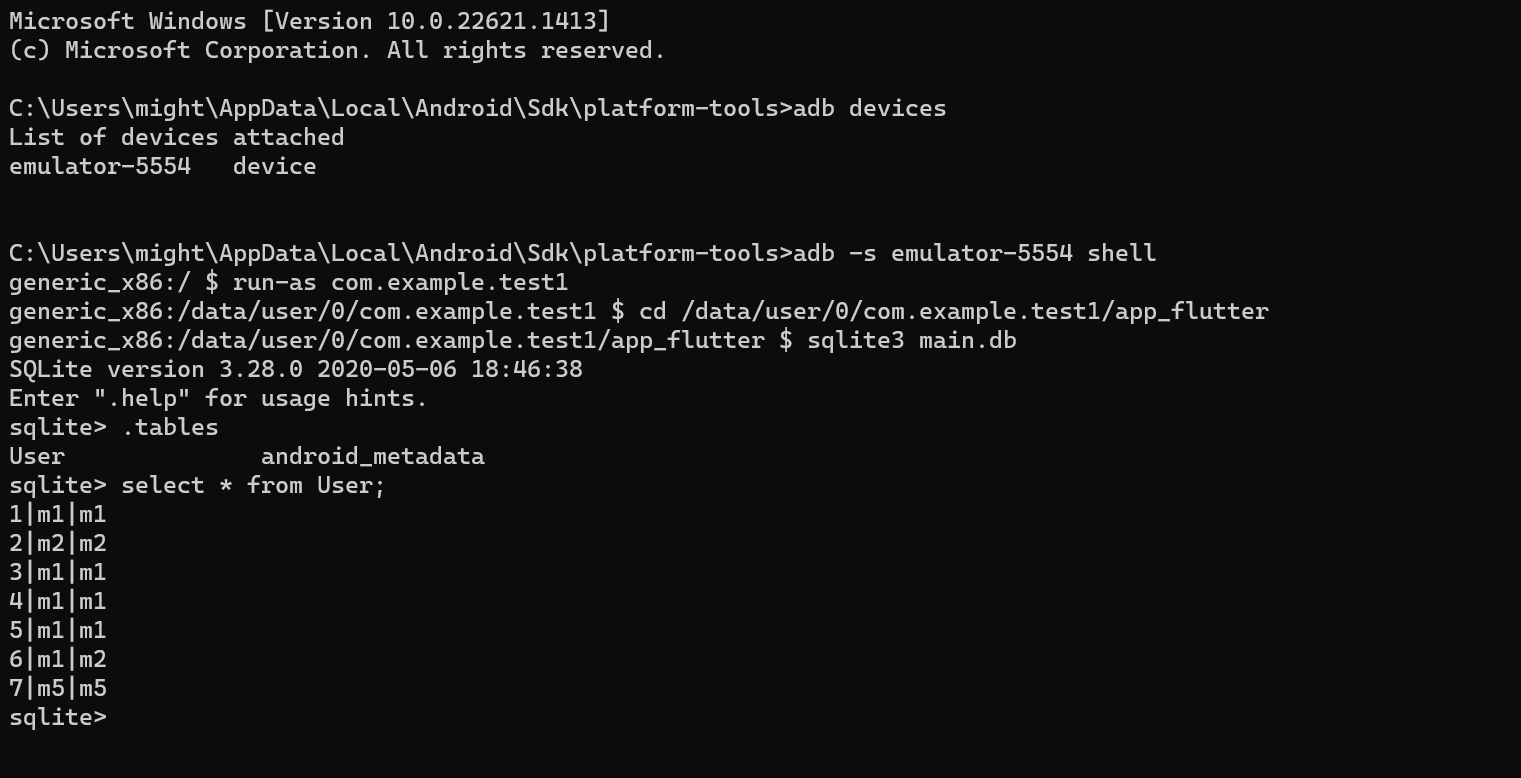 Microsoft Windows [Version 10.0.22621.1413]
(c) Microsoft Corporation. All rights reserved.
C:\Users\might\AppData\Local\Android\Sdk\platform-tools>adb devices
List of devices attached
emulator-5554   device
C:\Users\might\AppData\Local\Android\Sdk\platform-tools>adb -s emulator-5554 shell
generic_x86:/ $ run-as com.example.test1
generic_x86:/data/user/0/com.example.test1 $ cd /data/user/0/com.example.test1/app_flutter
generic_x86:/data/user/0/com.example.test1/app_flutter $ sqlite3 main.db
SQLite version 3.28.0 2020-05-06 18:46:38
Enter ".help" for usage hints.
sqlite> .tables
User              android_metadata
sqlite> select * from User;
1|m1|m1
2|m2|m2
3|m1|m1
4|m1|m1
5|m1|m1
6|m1|m2
7|m5|m5
sqlite>